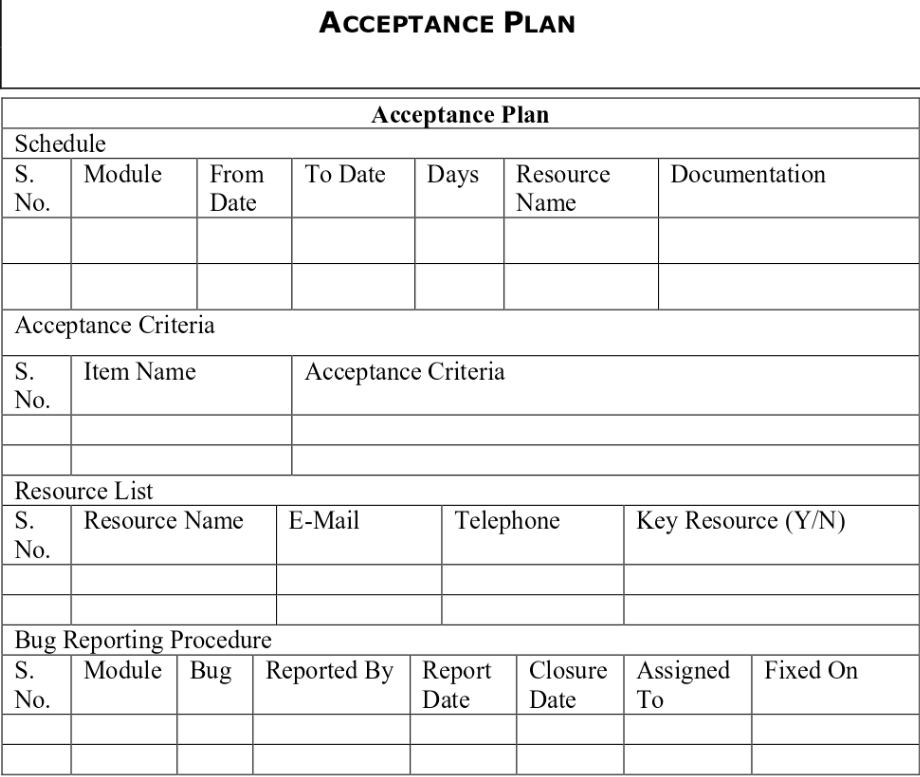 ACCEPTANCE PLAN
Acceptance Plan
Schedule
S. No. Module From Date To Date Days Resource Name Documentation
Acceptance Criteria
S. No. Item Name Acceptance Criteria
Resource List
S. No. Resource Name E-Mail Telephone Key Resource (Y/N)
Bug Reporting Procedure
S. No. Module Bug Reported By Report Date Closure Date Assigned To Fixed On